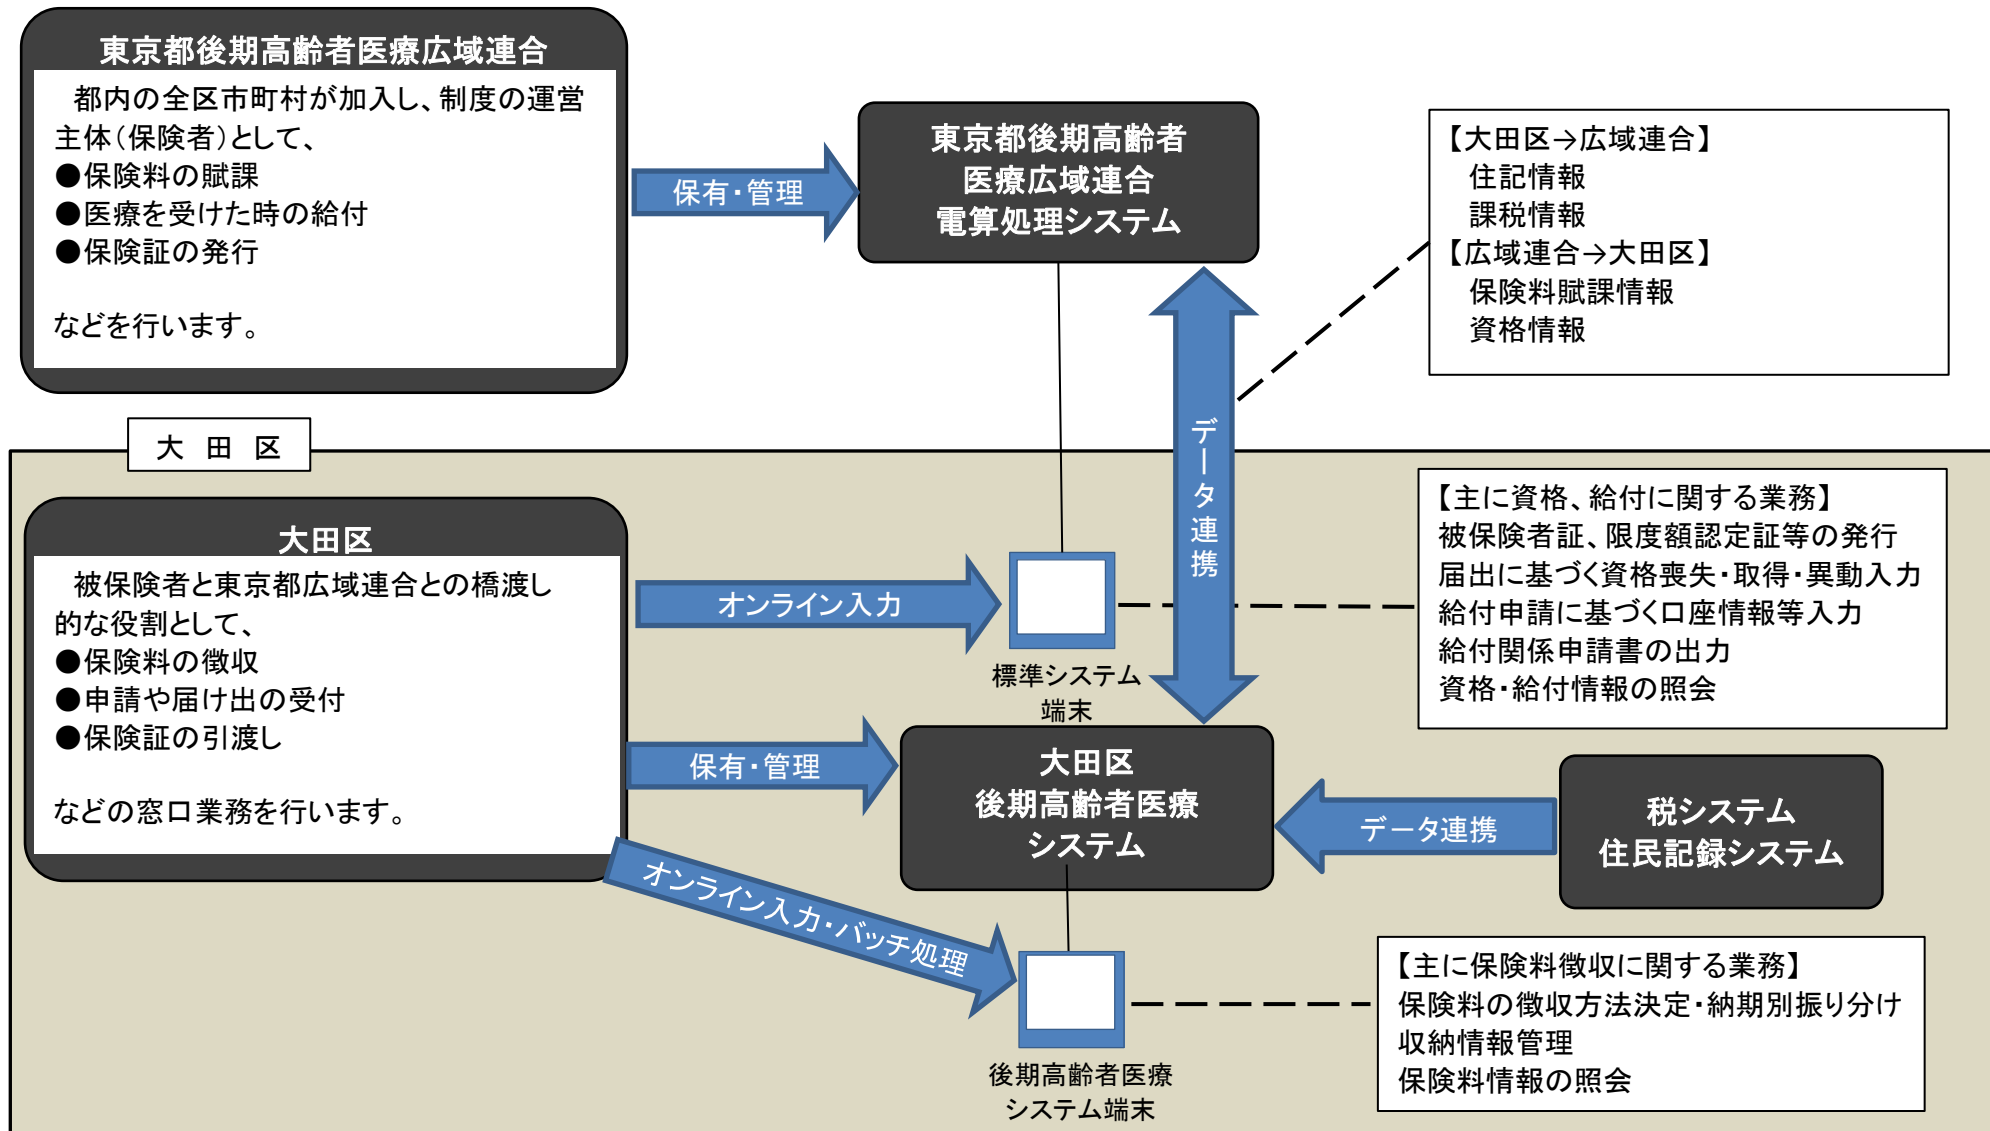 東京都後期高齢者医療広域連合
都内の全区市町村が加入し、制度の運営
主体（保険者）として、
●保険料の賦課
●医療を受けた時の給付
●保険証の発行
などを行います。
保有・管理
東京都後期高齢者
医療広域連合
電算処理システム
【大田区→広域連合】
住記情報
課税情報
【広域連合→大田区】
保険料賦課情報
資格情報
データ連携
大　田　区
大田区
被保険者と東京都広域連合との橋渡し
的な役割として、
●保険料の徴収
●申請や届け出の受付
●保険証の引渡し
などの窓口業務を行います。
オンライン入力
標準システム
端末
【主に資格、給付に関する業務】
被保険者証、限度額認定証等の発行
届出に基づく資格喪失・取得・異動入力
給付申請に基づく口座情報等入力
給付関係申請書の出力
資格・給付情報の照会
保有・管理
大田区
後期高齢者医療
システム
データ連携
税システム
住民記録システム
オンライン入力・バッチ処理
後期高齢者医療
システム端末
【主に保険料徴収に関する業務】
保険料の徴収方法決定・納期別振り分け
収納情報管理
保険料情報の照会